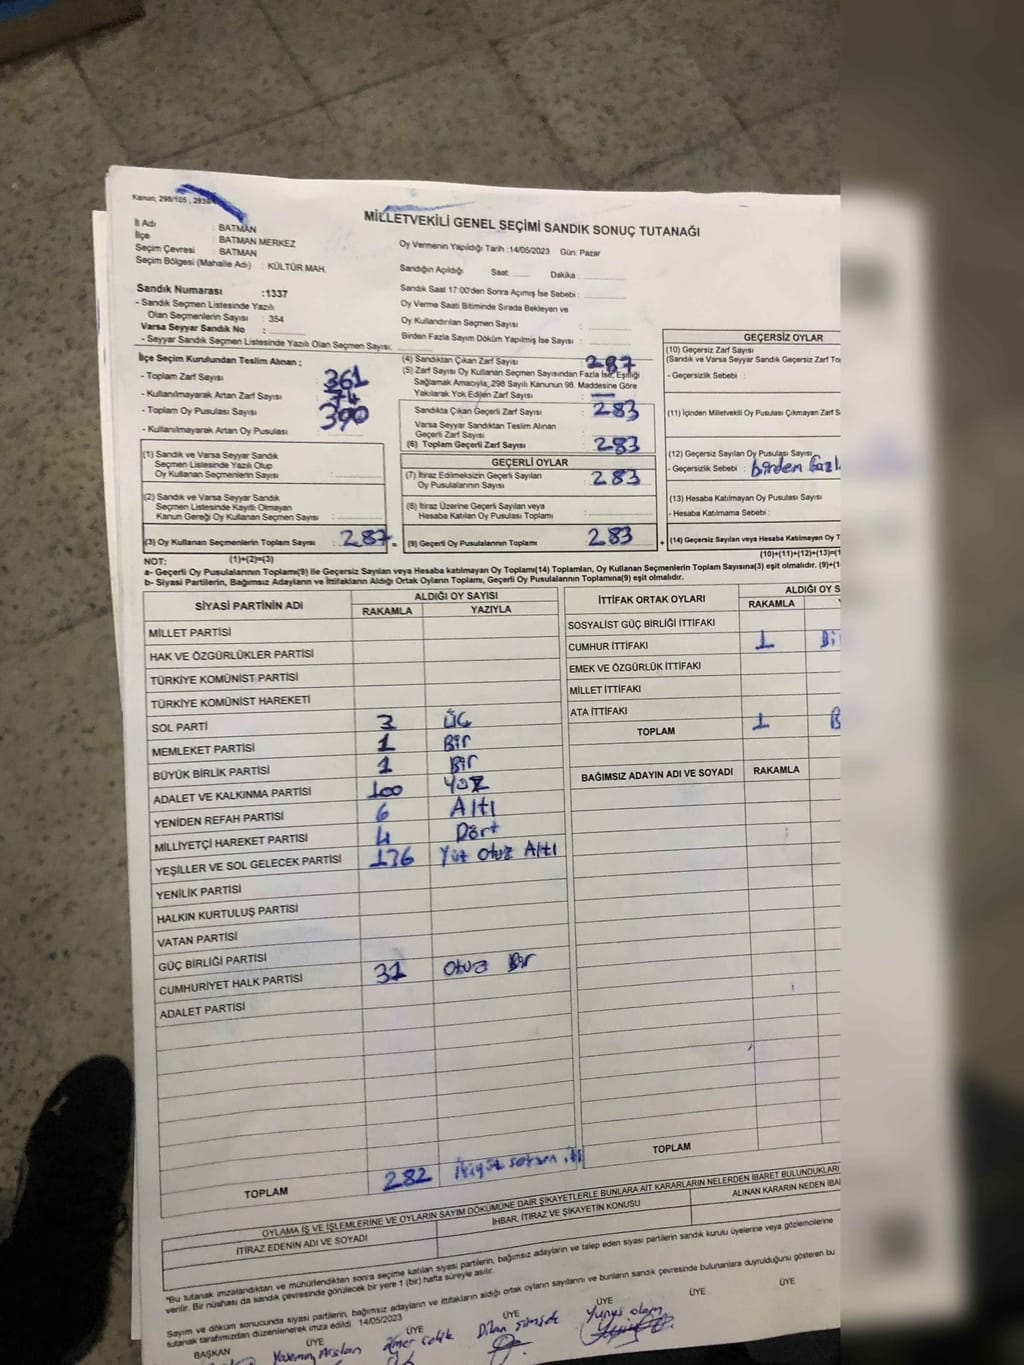 Kanun; 298/105 , 2839
MİLLETVEKİLİ GENEL SEÇİMİ SANDIK SONUÇ TUTANAĞI
İl Adı : BATMAN
İlçe : BATMAN MERKEZ
Seçim Çevresi : BATMAN
Seçim Bölgesi (Mahalle Adı) : KÜLTÜR MAH.
Oy Vermenin Yapıldığı Tarih :14/05/2023 Gün: Pazar
Sandığın Açıldığı Saat: ...... Dakika : ......
Sandık Saat 17:00'den Sonra Açımış İse Sebebi :
Oy Verme Saati Bitiminde Sırada Bekleyen ve
Oy Kullandırılan Seçmen Sayısı :
Birden Fazla Sayım Döküm Yapılmış İse Sayısı :
Sandık Numarası :1337
- Sandık Seçmen Listesinde Yazılı
Olan Seçmenlerin Sayısı : 354
Varsa Seyyar Sandık No :
- Seyyar Sandık Seçmen Listesinde Yazılı Olan Seçmen Sayısı:
İlçe Seçim Kurulundan Teslim Alınan ;
- Toplam Zarf Sayısı : 361
- Kullanılmayarak Artan Zarf Sayısı : 74
- Toplam Oy Pusulası Sayısı : 390
- Kullanılmayarak Artan Oy Pusulası :
(1) Sandık ve Varsa Seyyar Sandık
Seçmen Listesinde Yazılı Olup
Oy Kullanan Seçmenlerin Sayısı :
(2) Sandık ve Varsa Seyyar Sandık
Seçmen Listesinde Kayıtlı Olmayan
Kanun Gereği Oy Kullanan Seçmen Sayısı :
(3) Oy Kullanan Seçmenlerin Toplam Sayısı : 287 =
(4) Sandıktan Çıkan Zarf Sayısı : 287
(5) Zarf Sayısı Oy Kullanan Seçmen Sayısından Fazla İse, Eşitliği
Sağlamak Amacıyla, 298 Sayılı Kanunun 98. Maddesine Göre
Yakılarak Yok Edilen Zarf Sayısı : —
Sandıkta Çıkan Geçerli Zarf Sayısı : 283
Varsa Seyyar Sandıktan Teslim Alınan
Geçerli Zarf Sayısı :
(6) Toplam Geçerli Zarf Sayısı : 283
GEÇERLİ OYLAR
(7) İtiraz Edilmeksizin Geçerli Sayılan
Oy Pusulalarının Sayısı : 283
(8) İtiraz Üzerine Geçerli Sayılan veya
Hesaba Katılan Oy Pusulası Toplamı :
(9) Geçerli Oy Pusulalarının Toplamı : 283 +
GEÇERSİZ OYLAR
(10) Geçersiz Zarf Sayısı
(Sandık ve Varsa Seyyar Sandık Geçersiz Zarf
- Geçersizlik Sebebi :
(11) İçinden Milletvekili Oy Pusulası Çıkmayan Zarf
(12) Geçersiz Sayılan Oy Pusulası Sayısı
- Geçersizlik Sebebi : birden
(13) Hesaba Katılmayan Oy Pusulası Sayısı
- Hesaba Katılmama Sebebi :
(14) Geçersiz Sayılan veya Hesaba Katılmayan Oy
(10)+(11)+(12)+(13)=(1
NOT: (1)+(2)=(3)
a- Geçerli Oy Pusulasının Toplamı(9) ile Geçersiz Sayılan veya Hesaba katılmayan Oy Toplamı(14) Toplamları, Oy Kullanan Seçmenlerin Toplam Sayısına(3) eşit olmalıdır. (9)+(1
b- Siyasi Partilerin, Bağımsız Adayların ve İttifakların Aldığı Ortak Oyların Toplamı, Geçerli Oy Pusulalarının Toplamına(9) eşit olmalıdır.
SİYASİ PARTİNİN ADI ALDIĞI OY SAYISI
RAKAMLA YAZIYLA
MİLLET PARTİSİ
HAK VE ÖZGÜRLÜKLER PARTİSİ
TÜRKİYE KOMÜNİST PARTİSİ
TÜRKİYE KOMÜNİST HAREKETİ
SOL PARTİ 3 üç
MEMLEKET PARTİSİ 1 Bir
BÜYÜK BİRLİK PARTİSİ 1 Bir
ADALET VE KALKINMA PARTİSİ 100 Yüz
YENİDEN REFAH PARTİSİ 6 Altı
MİLLİYETÇİ HAREKET PARTİSİ 4 Dört
YEŞİLLER VE SOL GELECEK PARTİSİ 136 Yüz Otuz Altı
YENİLİK PARTİSİ
HALKIN KURTULUŞ PARTİSİ
VATAN PARTİSİ
GÜÇ BİRLİĞİ PARTİSİ
CUMHURİYET HALK PARTİSİ 31 Otuz Bir
ADALET PARTİSİ
TOPLAM 282 ikiyüz seksen
İTTİFAK ORTAK OYLARI ALDIĞI OY S
RAKAMLA
SOSYALİST GÜÇ BİRLİĞİ İTTİFAKI
CUMHUR İTTİFAKI 1 Bi
EMEK VE ÖZGÜRLÜK İTTİFAKI
MİLLET İTTİFAKI
ATA İTTİFAKI
TOPLAM 1 B
BAĞIMSIZ ADAYIN ADI VE SOYADI RAKAMLA
TOPLAM
OYLAMA İŞ VE İŞLEMLERİNE VE OYLARIN SAYIM DÖKÜMÜNE DAİR ŞİKAYETLERLE BUNLARA AİT KARARLARIN NELERDEN İBARET BULUNDUKLARI
İTİRAZ EDENİN ADI VE SOYADI İHBAR, İTİRAZ VE ŞİKAYETİN KONUSU ALINAN KARARIN NEDEN İBA
"Bu tutanak imzalandıktan ve mühürlendikten sonra seçime katılan siyasi partilerin, bağımsız adayların ve talep eden siyasi partilerin sandık kurulu üyelerine veya gözlemcilerine
verilir. Bir nüshası da sandık çevresinde görülecek bir yere 1 (bir) hafta süreyle asılır.
Sayım ve döküm sonucunda siyasi partilerin, bağımsız adayların ve ittifakların aldığı ortak oyların sayılarını ve bunların sandık çevresinde bulunanlara duyrulduğunu gösteren bu
tutanak tarafımızdan düzenlenerek imza edildi. 14/05/2023
BAŞKAN ÜYE ÜYE ÜYE ÜYE ÜYE ÜYE
Yasemin Arslan Ömer Çelik Dilan Şimşek Yunus